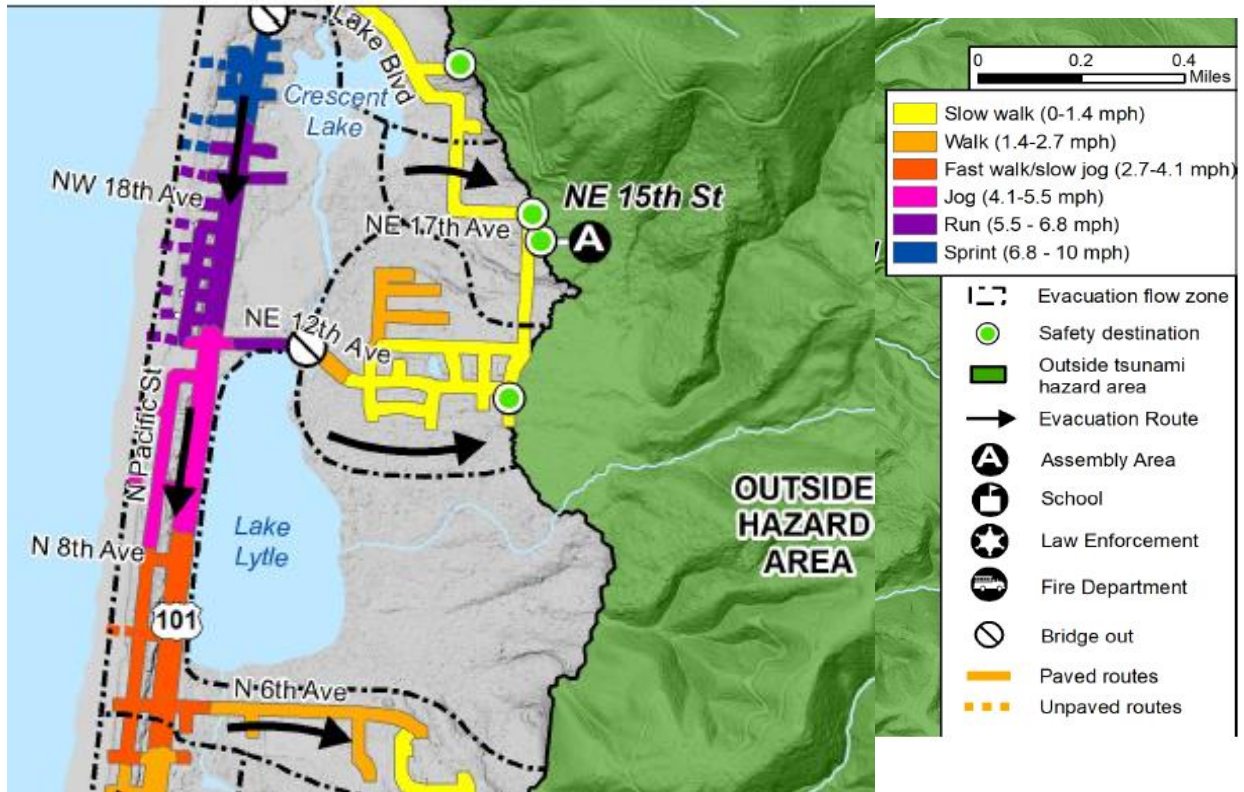 Lake Blvd
Crescent
Lake
NW 18th Ave
NE 15th St
NE 17th Ave
A
NE 12th Ave
N Pacific St
N 8th Ave
Lake
Lytle
101
N 6th Ave
OUTSIDE
HAZARD
AREA
0 0.2 0.4
Miles
Slow walk (0-1.4 mph)
Walk (1.4-2.7 mph)
Fast walk/slow jog (2.7-4.1 mph)
Jog (4.1-5.5 mph)
Run (5.5 - 6.8 mph)
Sprint (6.8 - 10 mph)
Evacuation flow zone
Safety destination
Outside tsunami
hazard area
Evacuation Route
A Assembly Area
School
Law Enforcement
Fire Department
Bridge out
Paved routes
Unpaved routes